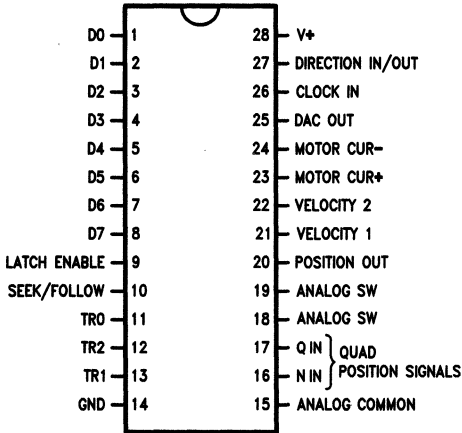 D0 1 28 V+
D1 2 27 DIRECTION IN/OUT
D2 3 26 CLOCK IN
D3 4 25 DAC OUT
D4 5 24 MOTOR CUR-
D5 6 23 MOTOR CUR+
D6 7 22 VELOCITY 2
D7 8 21 VELOCITY 1
LATCH ENABLE 9 20 POSITION OUT
SEEK/FOLLOW 10 19 ANALOG SW
TR0 11 18 ANALOG SW
TR2 12 17 Q IN QUAD
TR1 13 16 N IN POSITION SIGNALS
GND 14 15 ANALOG COMMON